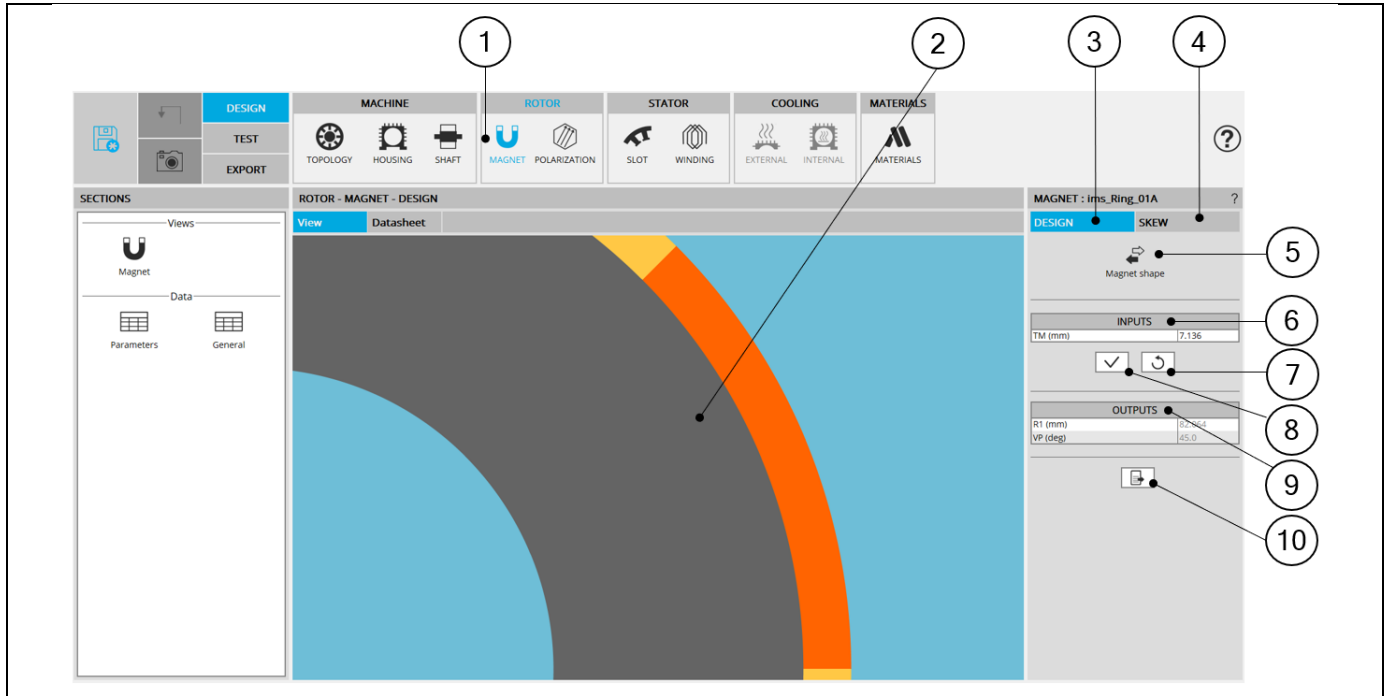 1
2
3
4
DESIGN
TEST
EXPORT
MACHINE
TOPOLOGY
HOUSING
SHAFT
ROTOR
MAGNET
POLARIZATION
STATOR
SLOT
WINDING
COOLING
EXTERNAL
INTERNAL
MATERIALS
MATERIALS
?
SECTIONS
Views
Magnet
Data
Parameters
General
ROTOR - MAGNET - DESIGN
View
Datasheet
MAGNET : ims_Ring_01A
?
DESIGN
SKEW
Magnet shape
5
INPUTS
6
TM (mm)
7.136
7
8
OUTPUTS
R1 (mm)
82.064
VP (deg)
45.0
9
10